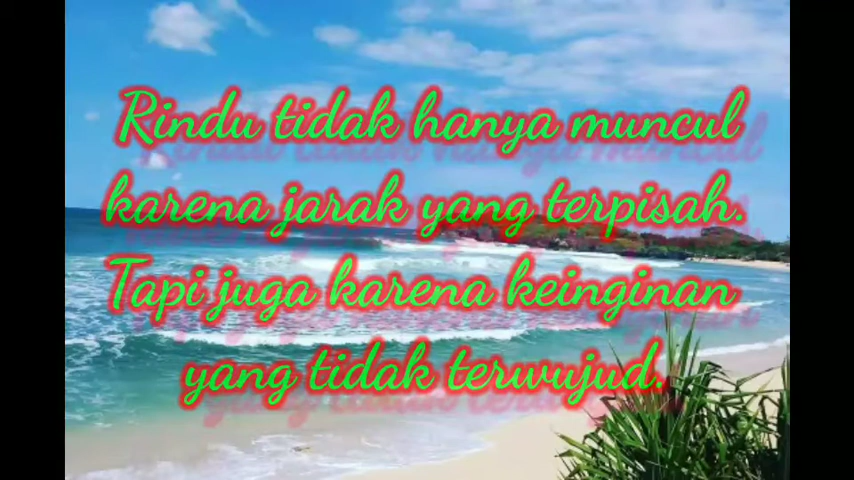 Rindu tidak hanya muncul
karena jarak yang terpisah.
Tapi juga karena keinginan
yang tidak terwujud.